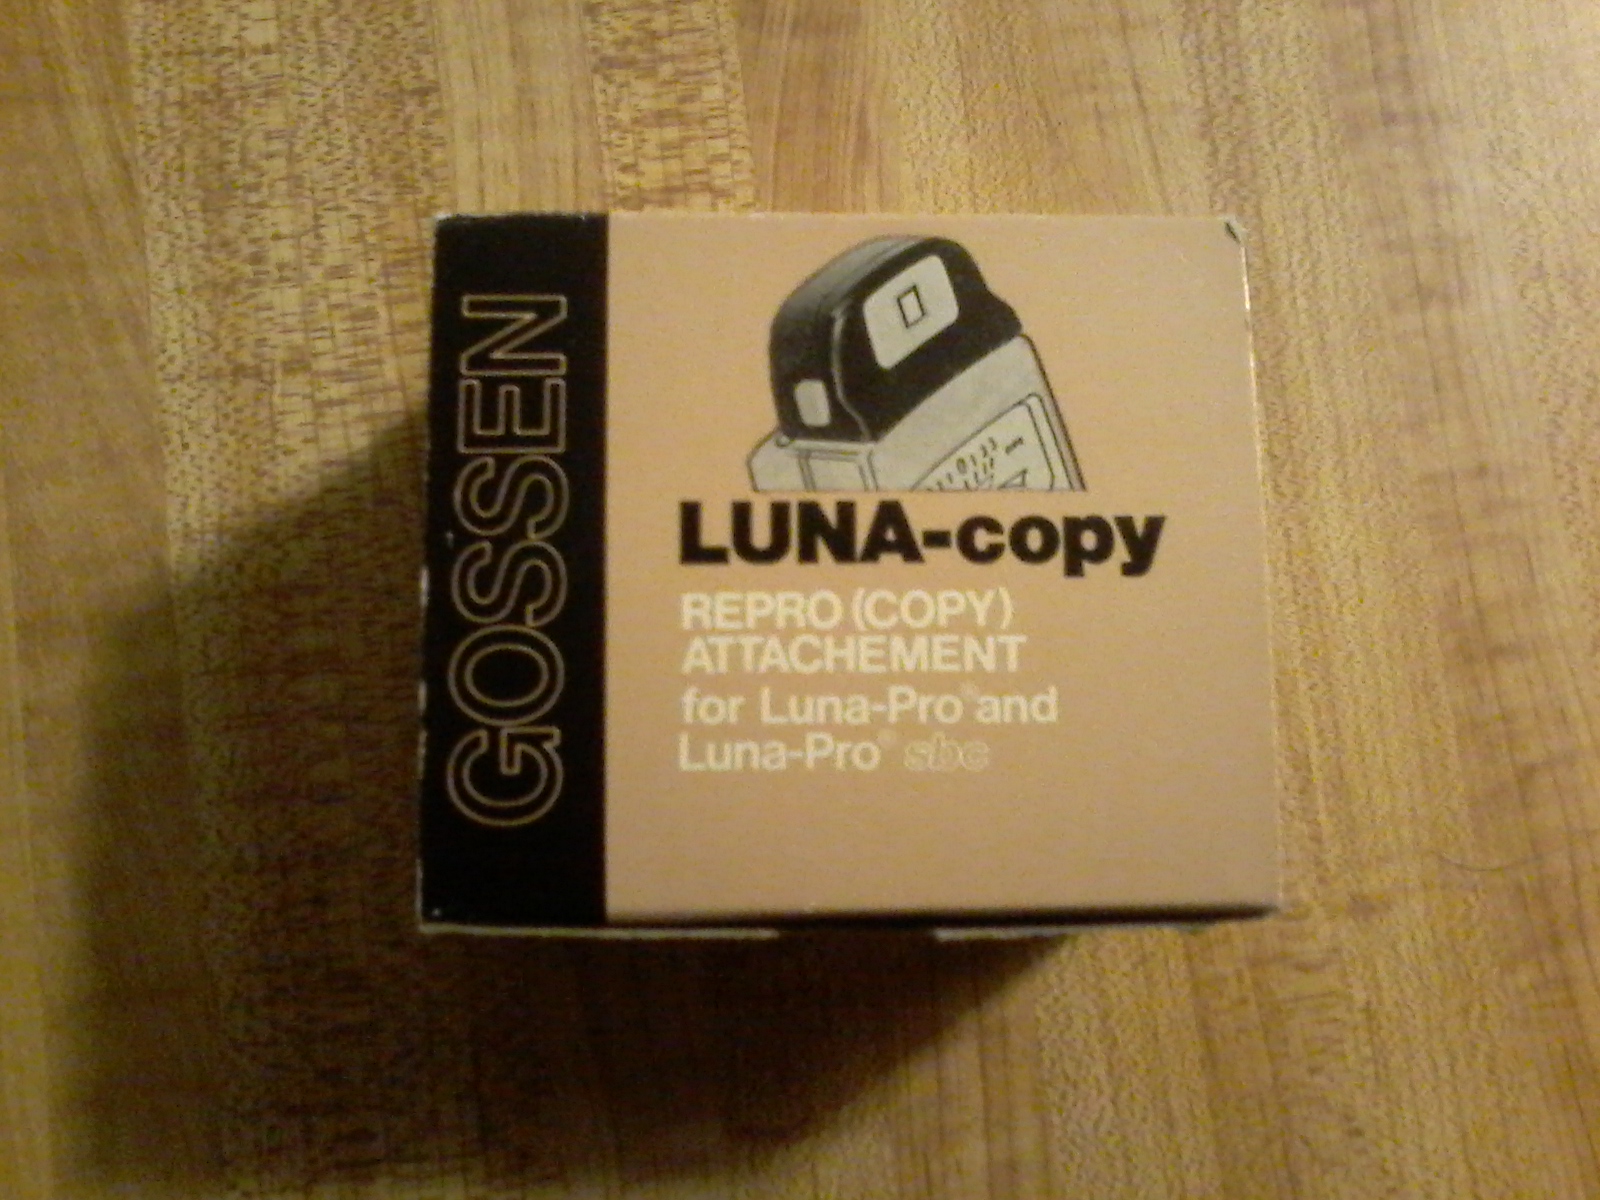 GOSSEN
LUNA-copy
REPRO (COPY)
ATTACHEMENT
for Luna-Pro® and
Luna-Pro® sbc